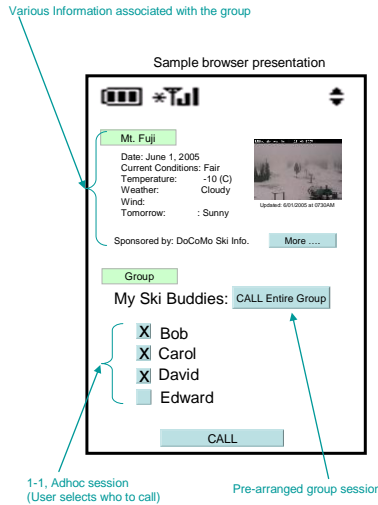 Various Information associated with the group
Sample browser presentation
Mt. Fuji
Date: June 1, 2005
Current Conditions: Fair
Temperature: -10 (C)
Weather: Cloudy
Wind:
Tomorrow: : Sunny
Updated: 6/01/2005 at 0730AM
Sponsored by: DoCoMo Ski Info.
More ....
Group
My Ski Buddies:
CALL Entire Group
X Bob
X Carol
X David
Edward
CALL
1-1, Adhoc session
(User selects who to call)
Pre-arranged group session